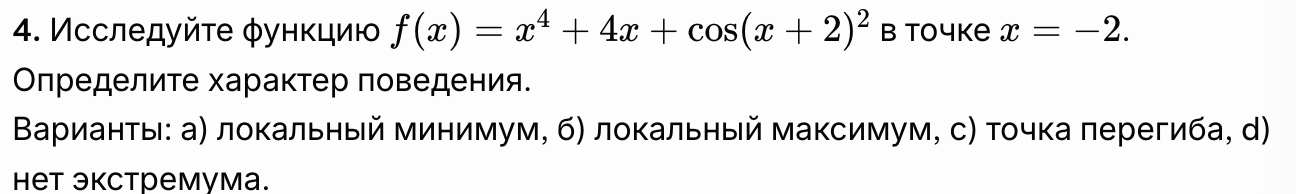 4. Исследуйте функцию f(x) = x⁴ + 4x + cos(x + 2)² в точке x = −2.
Определите характер поведения.
Варианты: а) локальный минимум, б) локальный максимум, c) точка перегиба, d)
нет экстремума.